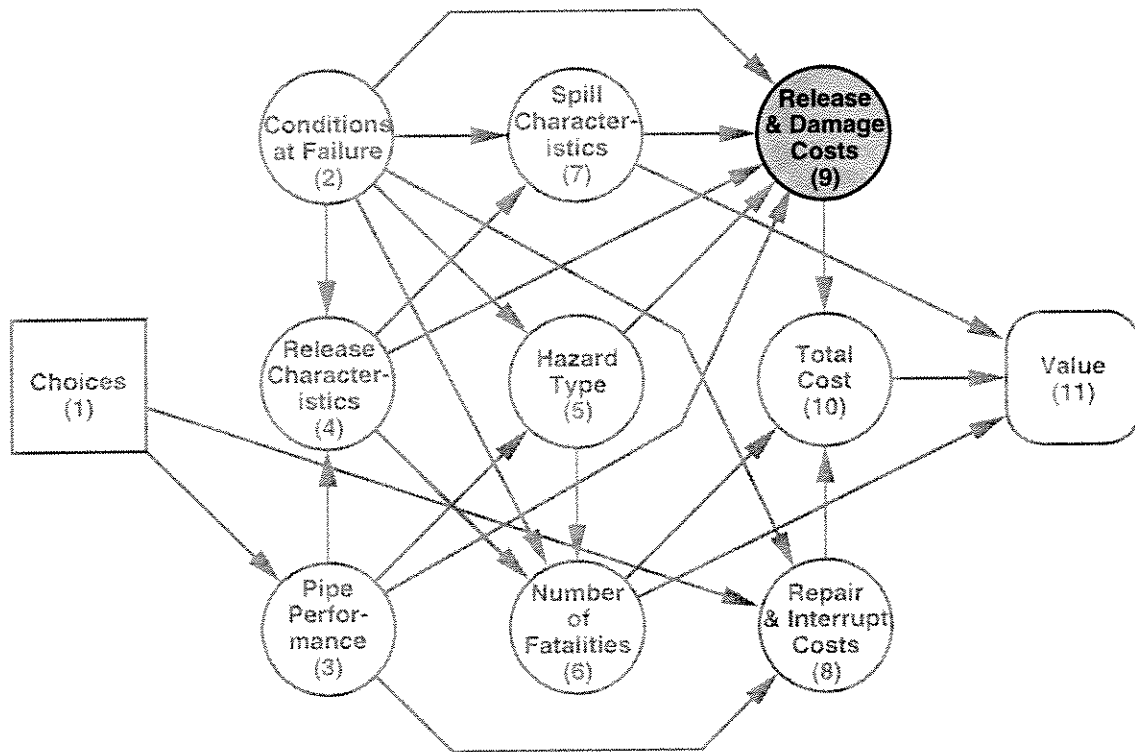 Conditions
at Failure
(2)
Spill
Character-
istics
(7)
Release
& Damage
Costs
(9)
Choices
(1)
Release
Character-
istics
(4)
Hazard
Type
(5)
Total
Cost
(10)
Value
(11)
Pipe
Perfor-
mance
(3)
Number
of
Fatalities
(6)
Repair
& Interrupt
Costs
(8)